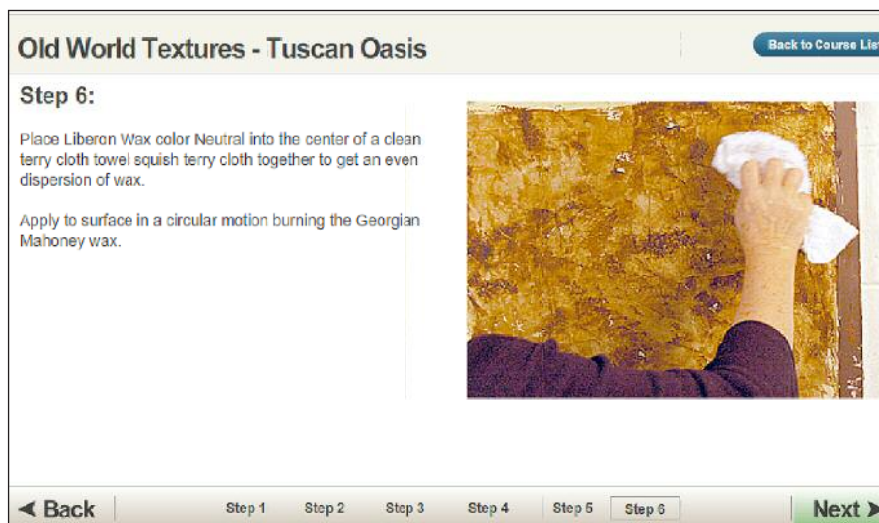 Old World Textures - Tuscan Oasis
Back to Course List
Step 6:
Place Liberon Wax color Neutral into the center of a clean
terry cloth towel squish terry cloth together to get an even
dispersion of wax.
Apply to surface in a circular motion burning the Georgian
Mahoney wax.
Back
Step 1
Step 2
Step 3
Step 4
Step 5
Step 6
Next